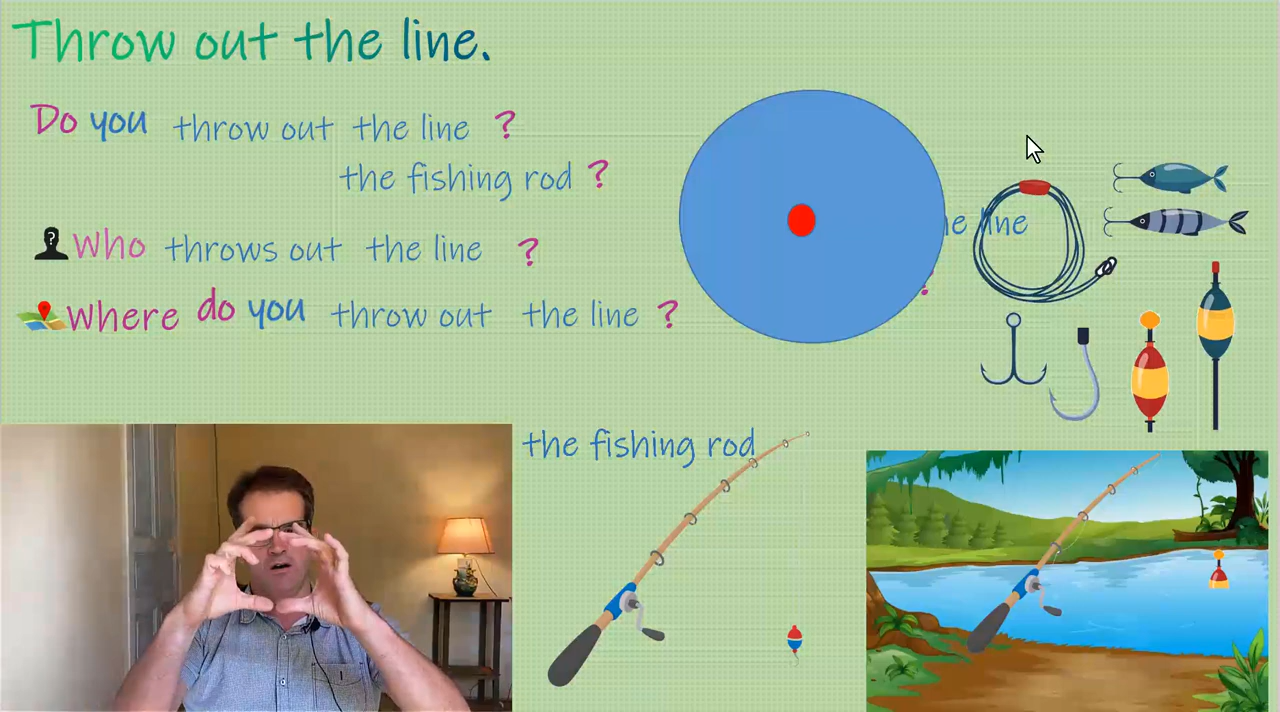 Throw out the line.
Do you throw out the line ?
the fishing rod ?
Who throws out the line ?
Where do you throw out the line ?
line
?
the fishing rod